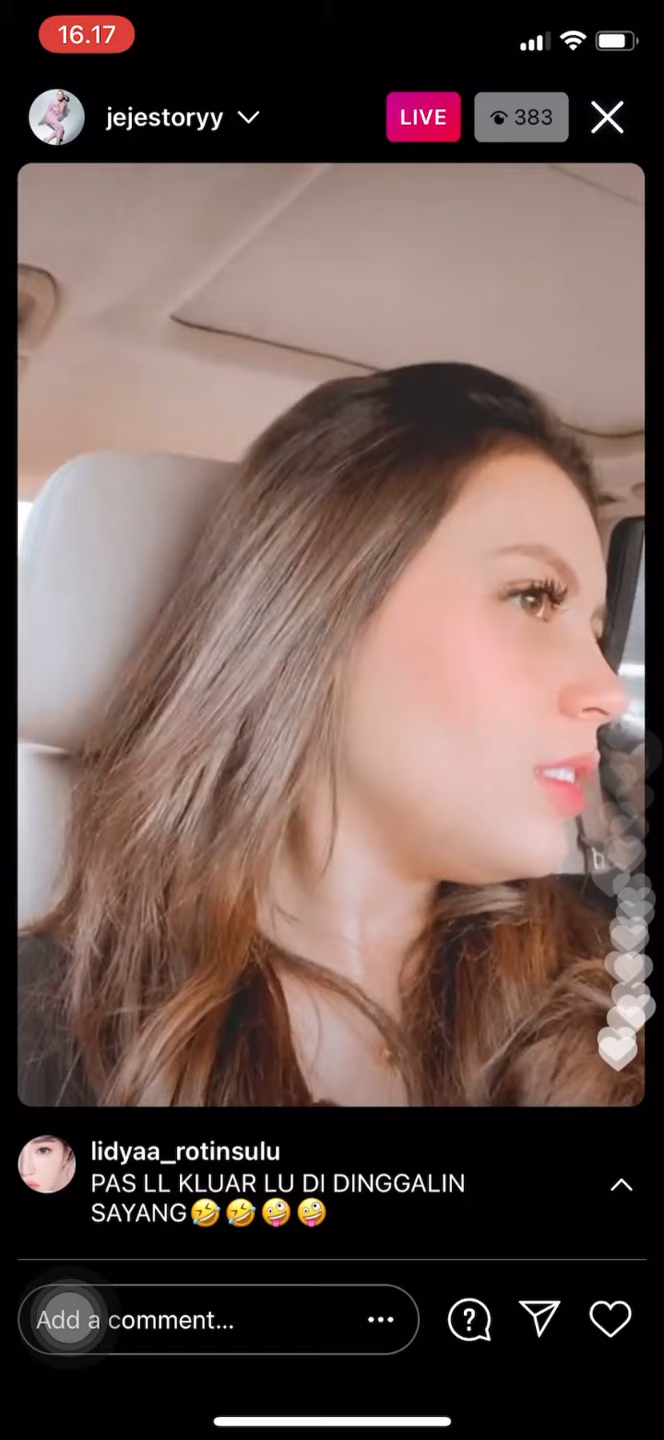 16.17
jejestoryy
LIVE
383
lidyaa_rotinsulu
PAS LL KLUAR LU DI DINGGALIN
SAYANG🤣🤣🤪🤪
Add a comment...